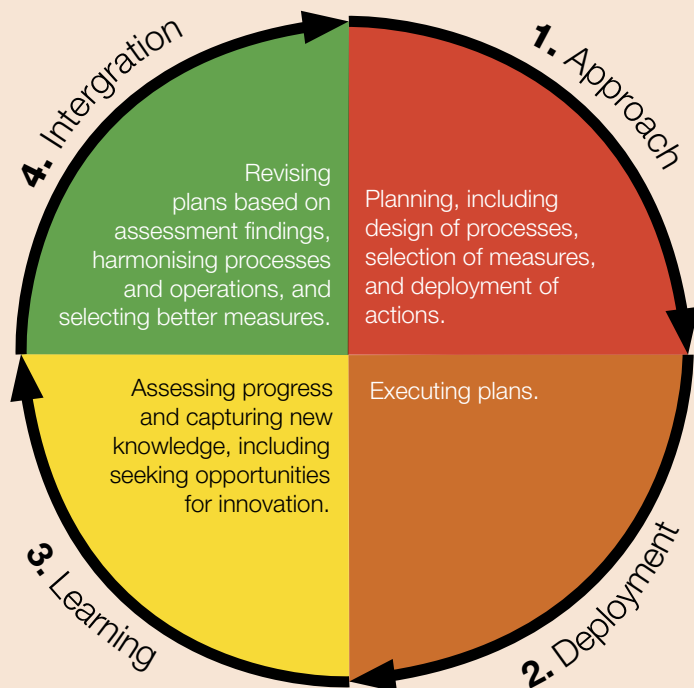 1. Approach
Planning, including
design of processes,
selection of measures,
and deployment of
actions.
2. Deployment
Executing plans.
3. Learning
Assessing progress
and capturing new
knowledge, including
seeking opportunities
for innovation.
4. Intergration
Revising
plans based on
assessment findings,
harmonising processes
and operations, and
selecting better measures.